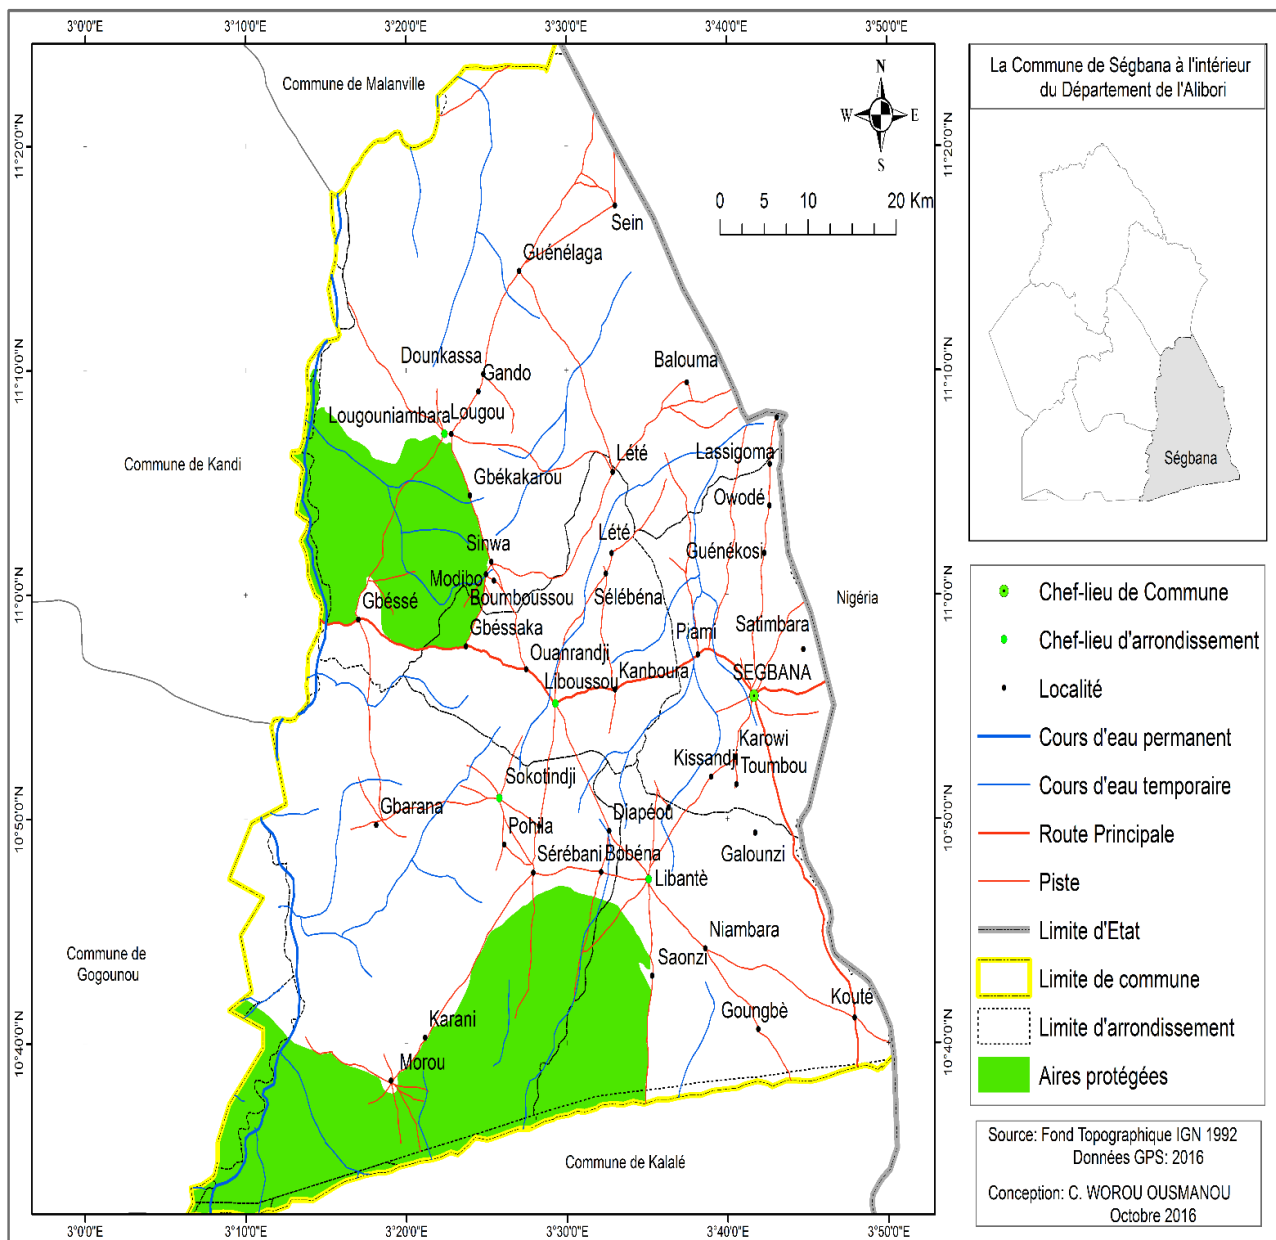 3°0'0"E
3°10'0"E
3°20'0"E
3°30'0"E
3°40'0"E
3°50'0"E
Commune de Malanville
N
W
E
S
11°20'0"N
11°20'0"N
0
5
10
20 Km
Sein
Guénélaga
Dounkassa
Gando
Balouma
11°10'0"N
11°10'0"N
Lougouniambara
Lougou
Commune de Kandi
Lété
Lassigoma
Gbékakarou
Owodé
Sinwa
Lété
Guénékosi
Modibo
Boumboussou
Sélébéna
11°0'0"N
11°0'0"N
Nigéria
Gbéssé
Gbéssaka
Piami
Satimbara
Ouanrandji
Kanboura
SEGBANA
Liboussou
Karowi
Kissandji
Toumbou
Sokotindji
Gbarana
Djapéou
10°50'0"N
10°50'0"N
Pohila
Galounzi
Sérébani
Bobéna
Libantè
Niambara
Commune de
Gogounou
Saonzi
Kouté
Goungbè
Karani
10°40'0"N
10°40'0"N
Morou
Commune de Kalalé
3°0'0"E
3°10'0"E
3°20'0"E
3°30'0"E
3°40'0"E
3°50'0"E
La Commune de Ségbana à l'intérieur
du Département de l'Alibori
Ségbana
Chef-lieu de Commune
Chef-lieu d'arrondissement
Localité
Cours d'eau permanent
Cours d'eau temporaire
Route Principale
Piste
Limite d'Etat
Limite de commune
Limite d'arrondissement
Aires protégées
Source: Fond Topographique IGN 1992
Données GPS: 2016
Conception: C. WOROU OUSMANOU
Octobre 2016